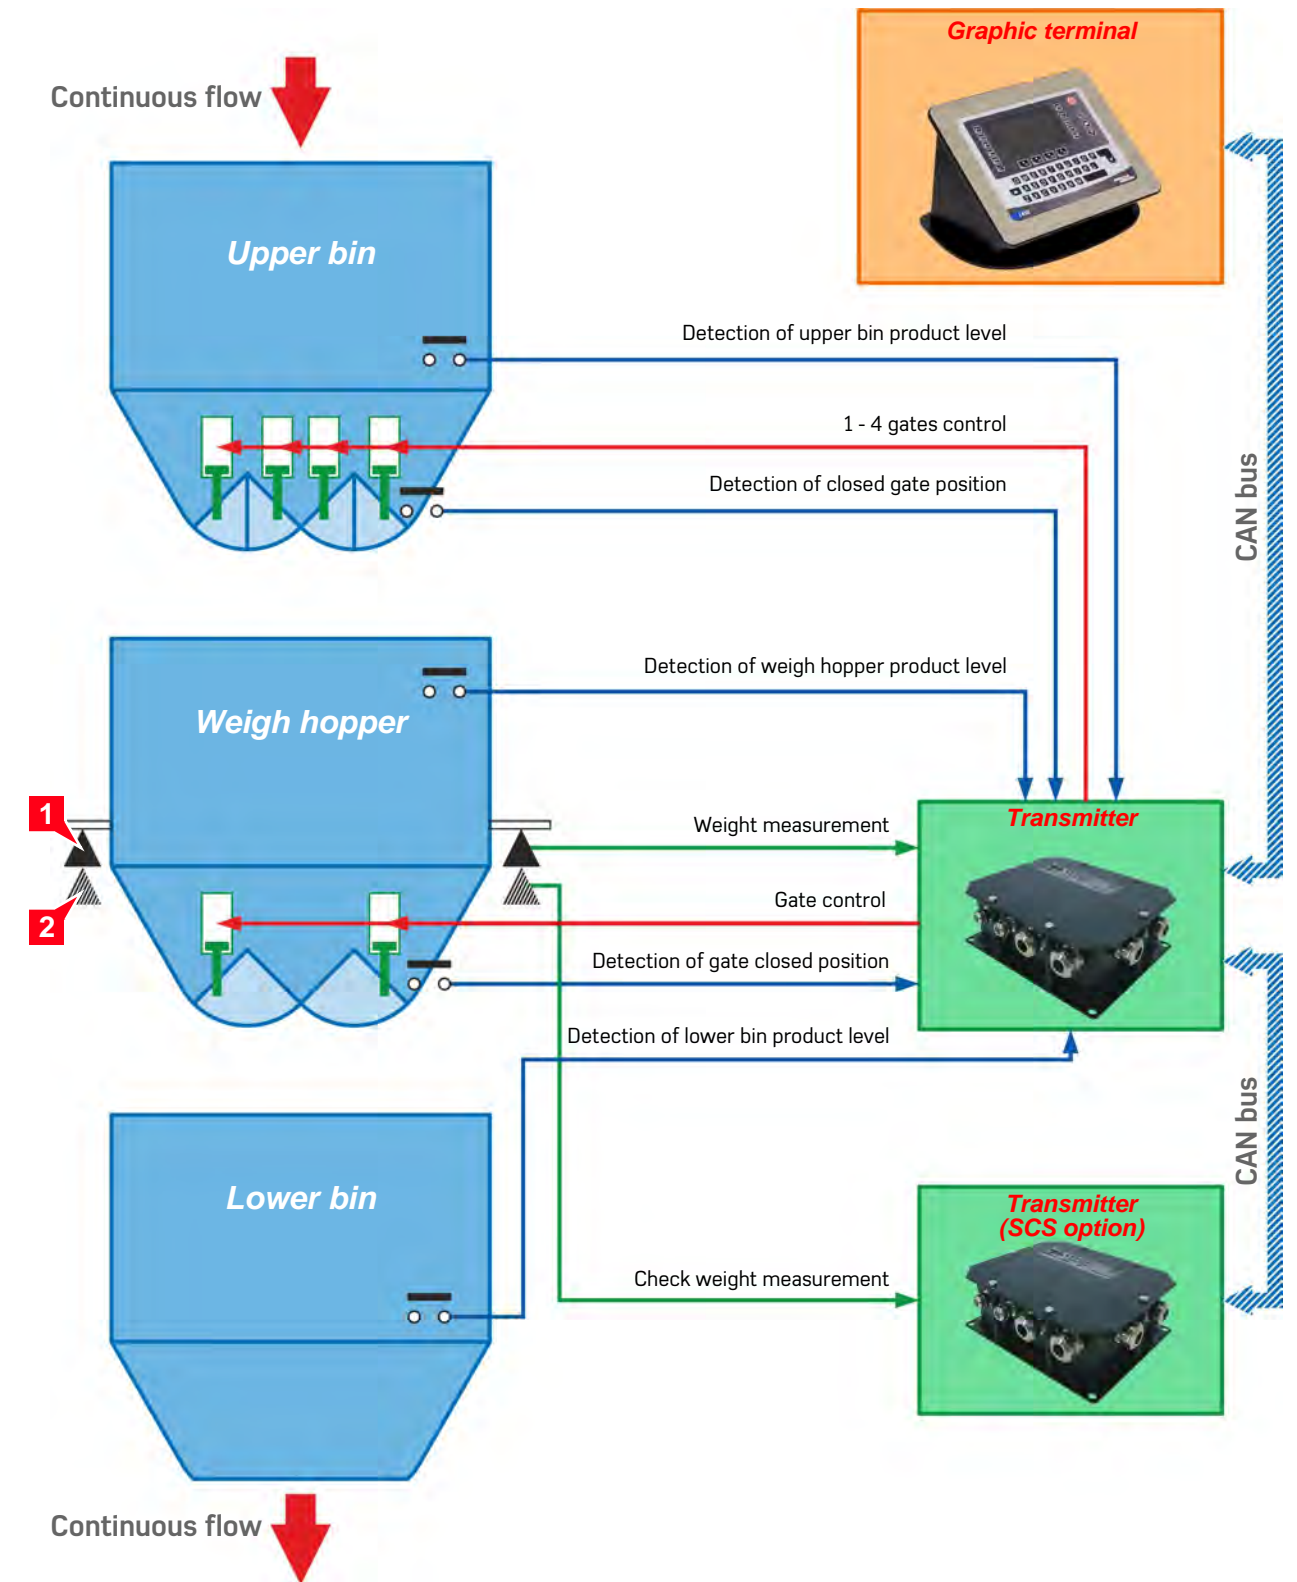 Graphic terminal
Continuous flow
Upper bin
Detection of upper bin product level
1 - 4 gates control
Detection of closed gate position
CAN bus
Detection of weigh hopper product level
Weigh hopper
1
Weight measurement
Transmitter
2
Gate control
Detection of gate closed position
Detection of lower bin product level
CAN bus
Lower bin
Transmitter
(SCS option)
Check weight measurement
Continuous flow